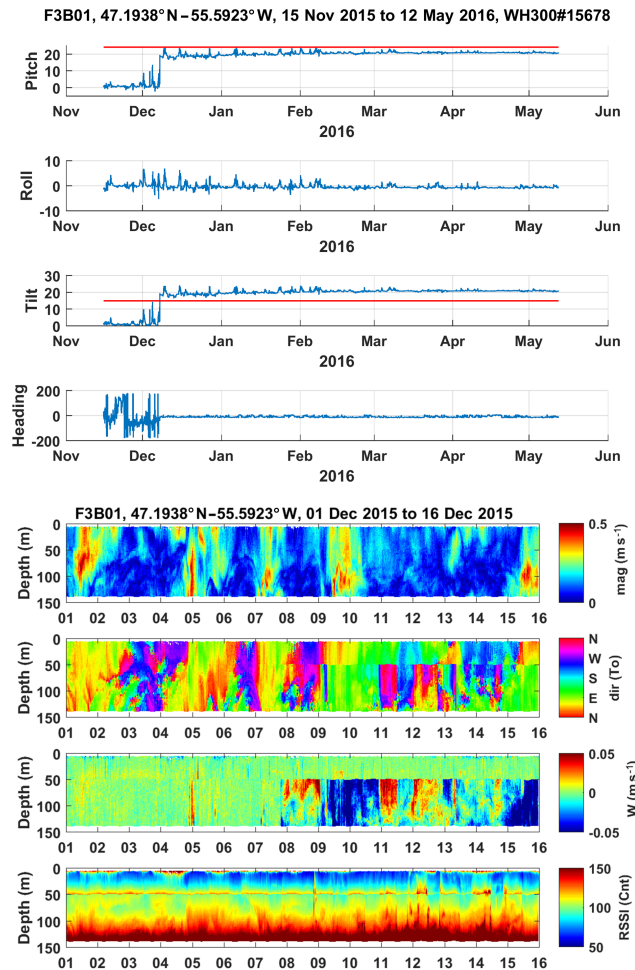 F3B01, 47.1938°N-55.5923°W, 15 Nov 2015 to 12 May 2016, WH300#15678
Pitch
20
10
0
Nov Dec Jan Feb Mar Apr May Jun
2016
Roll
10
0
-10
Nov Dec Jan Feb Mar Apr May Jun
2016
Tilt
30
20
10
0
Nov Dec Jan Feb Mar Apr May Jun
2016
Heading
200
0
-200
Nov Dec Jan Feb Mar Apr May Jun
2016
F3B01, 47.1938°N-55.5923°W, 01 Dec 2015 to 16 Dec 2015
Depth (m)
0
50
100
150
01 02 03 04 05 06 07 08 09 10 11 12 13 14 15 16
0.5
0
mag (m s-1)
Depth (m)
0
50
100
150
01 02 03 04 05 06 07 08 09 10 11 12 13 14 15 16
N
W
S
E
N
dir (To)
Depth (m)
0
50
100
150
01 02 03 04 05 06 07 08 09 10 11 12 13 14 15 16
0.05
0
-0.05
W (m s-1)
Depth (m)
0
50
100
150
01 02 03 04 05 06 07 08 09 10 11 12 13 14 15 16
150
100
50
RSSI (Cnt)